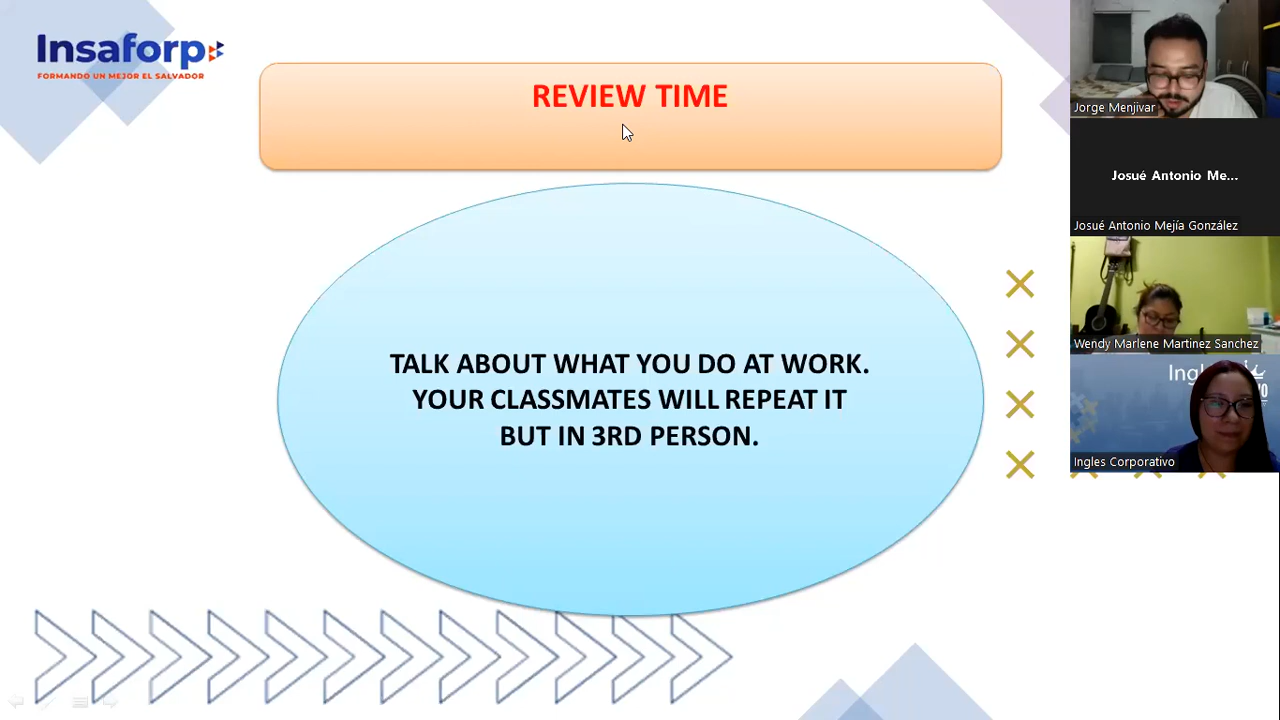 Insaforp
FORMANDO UN MEJOR EL SALVADOR
REVIEW TIME
TALK ABOUT WHAT YOU DO AT WORK.
YOUR CLASSMATES WILL REPEAT IT
BUT IN 3RD PERSON.
Jorge Menjivar
Josué Antonio Me...
Josué Antonio Mejía González
Wendy Marlene Martinez Sanchez
Ingles Corporativo